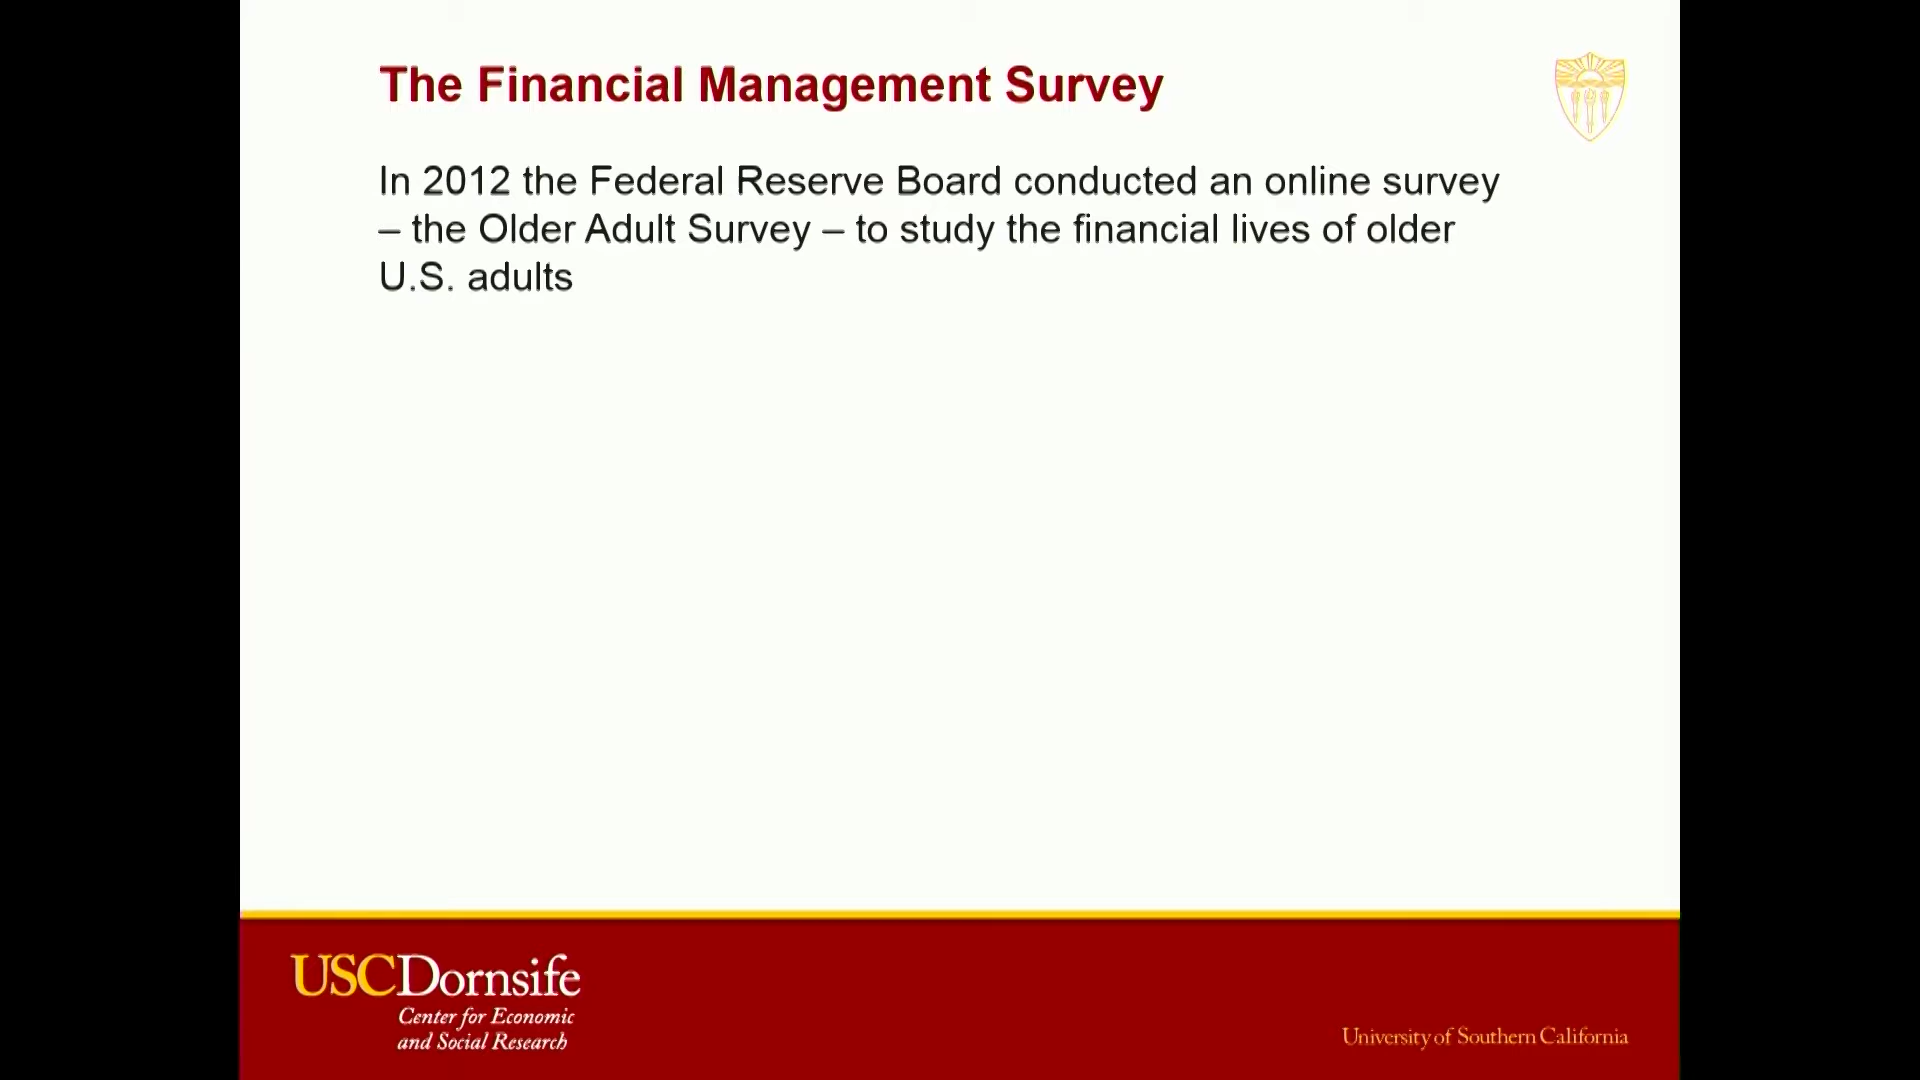 The Financial Management Survey
In 2012 the Federal Reserve Board conducted an online survey
– the Older Adult Survey – to study the financial lives of older
U.S. adults
USCDornsife
Center for Economic
and Social Research
University of Southern California